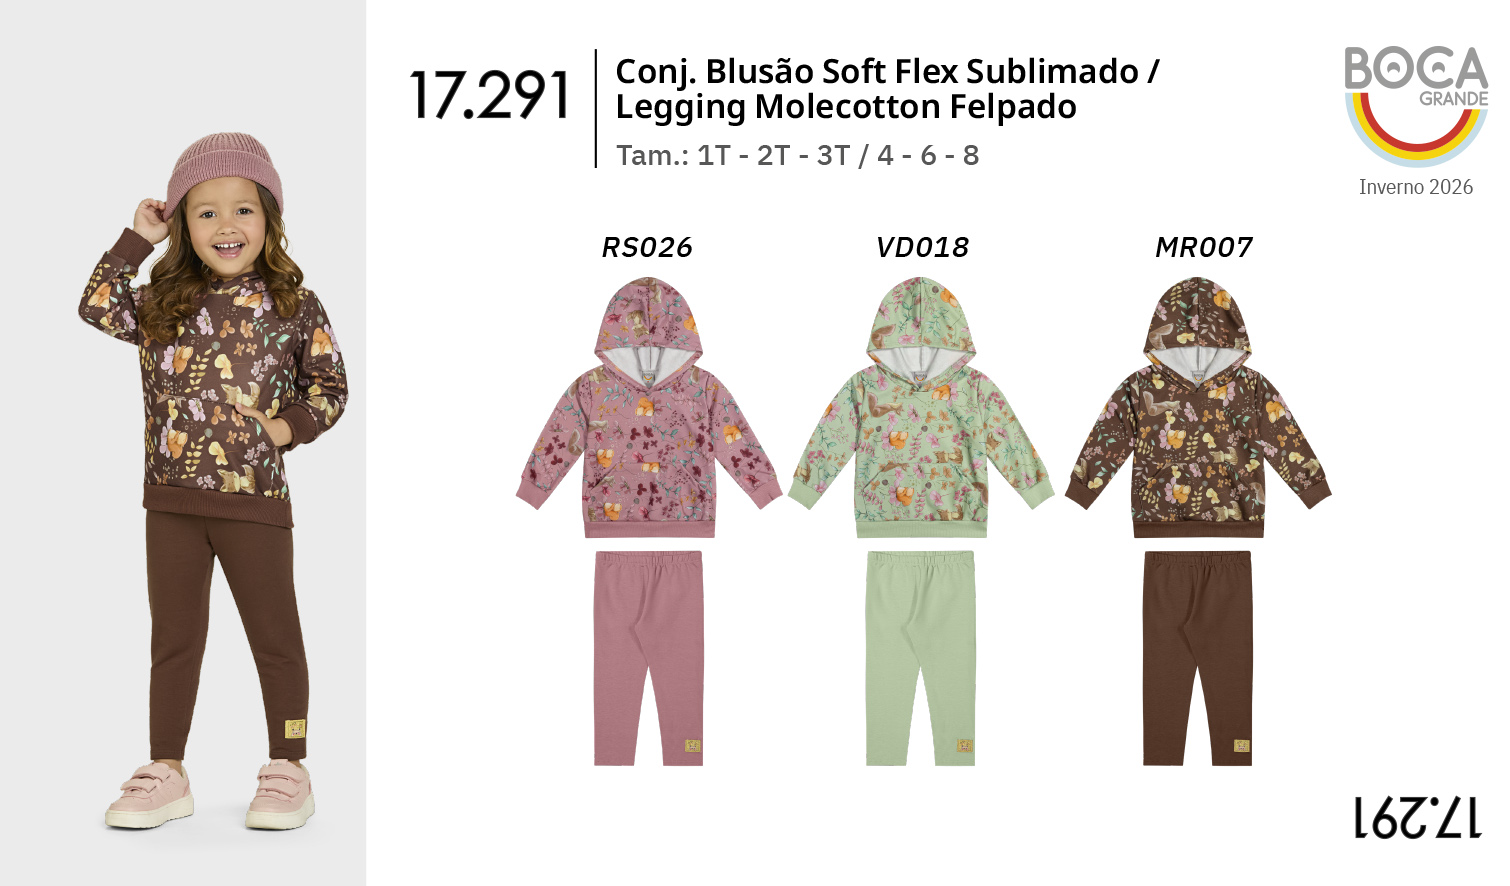 17.291
Conj. Blusão Soft Flex Sublimado /
Legging Molecotton Felpado
Tam.: 1T - 2T - 3T / 4 - 6 - 8
BOCA
GRANDE
Inverno 2026
RS026
VD018
MR007
17.291